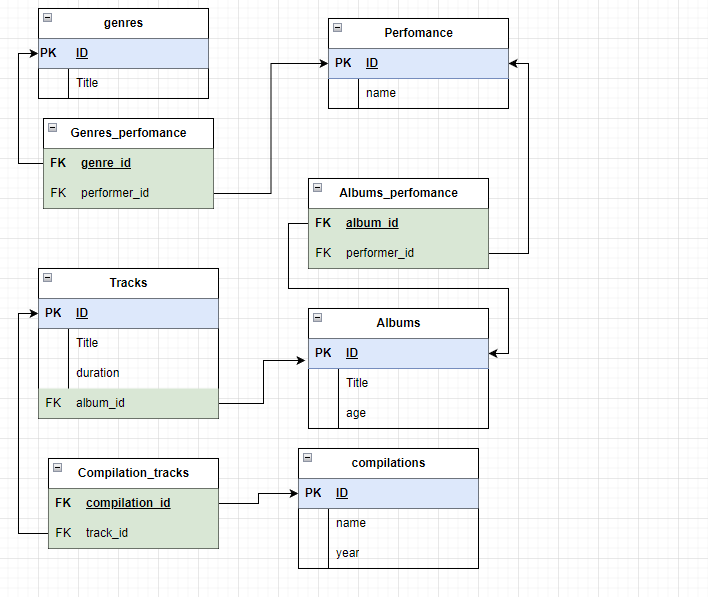 genres
PK ID
Title
Perfomance
PK ID
name
Genres_perfomance
FK genre_id
FK performer_id
Albums_perfomance
FK album_id
FK performer_id
Tracks
PK ID
Title
duration
FK album_id
Albums
PK ID
Title
age
Compilation_tracks
FK compilation_id
FK track_id
compilations
PK ID
name
year